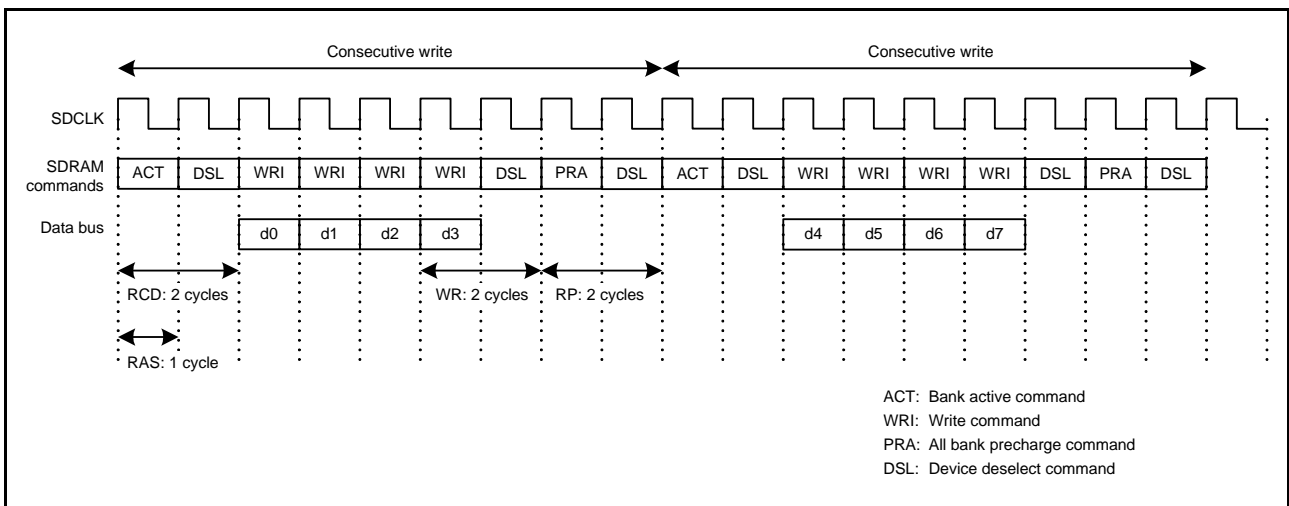 Consecutive write Consecutive write
SDCLK
SDRAM commands ACT DSL WRI WRI WRI WRI DSL PRA DSL ACT DSL WRI WRI WRI WRI DSL PRA DSL
Data bus d0 d1 d2 d3 d4 d5 d6 d7
RCD: 2 cycles WR: 2 cycles RP: 2 cycles
RAS: 1 cycle
ACT: Bank active command
WRI: Write command
PRA: All bank precharge command
DSL: Device deselect command